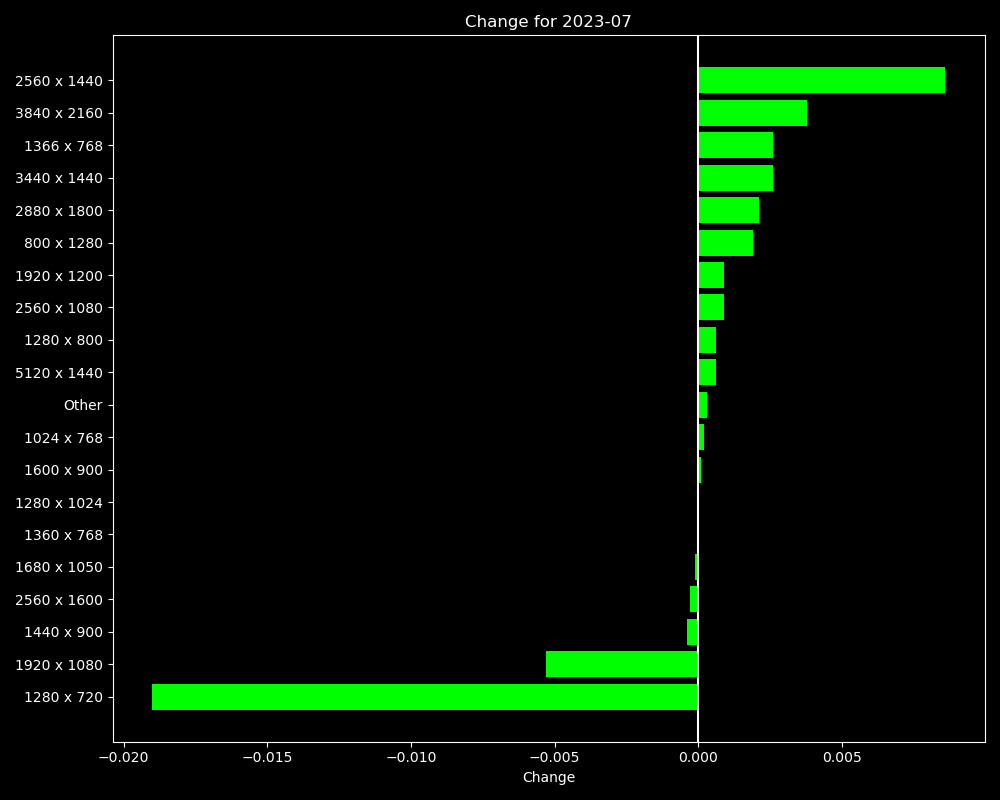 Change for 2023-07
2560 x 1440
3840 x 2160
1366 x 768
3440 x 1440
2880 x 1800
800 x 1280
1920 x 1200
2560 x 1080
1280 x 800
5120 x 1440
Other
1024 x 768
1600 x 900
1280 x 1024
1360 x 768
1680 x 1050
2560 x 1600
1440 x 900
1920 x 1080
1280 x 720
−0.020 −0.015 −0.010 −0.005 0.000 0.005
Change